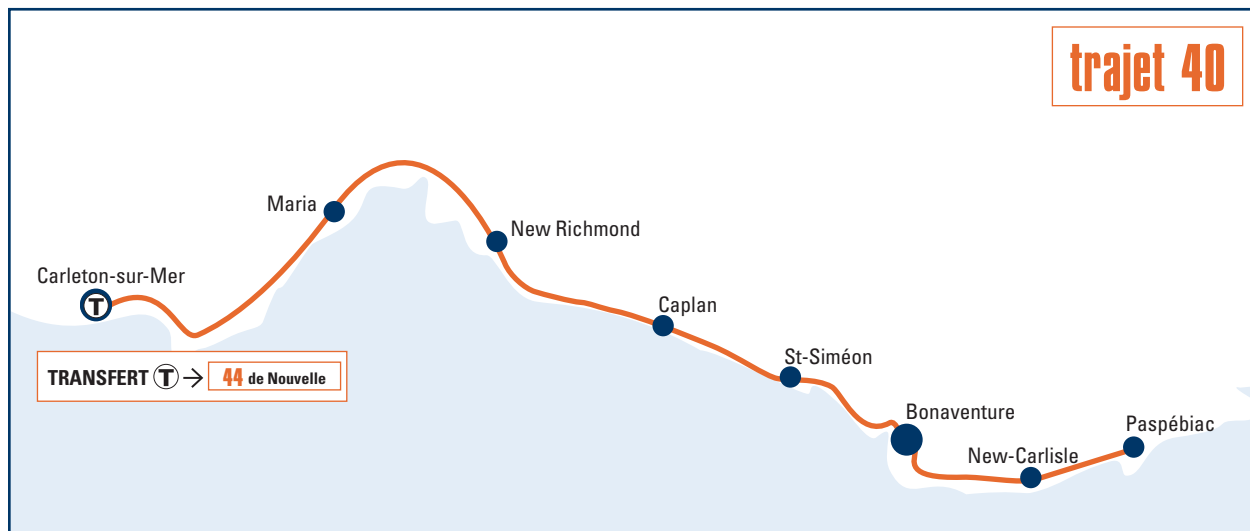 trajet 40
Maria
New Richmond
Carleton-sur-Mer
T
Caplan
TRANSFERT T → 44 de Nouvelle
St-Siméon
Bonaventure
Paspébiac
New-Carlisle